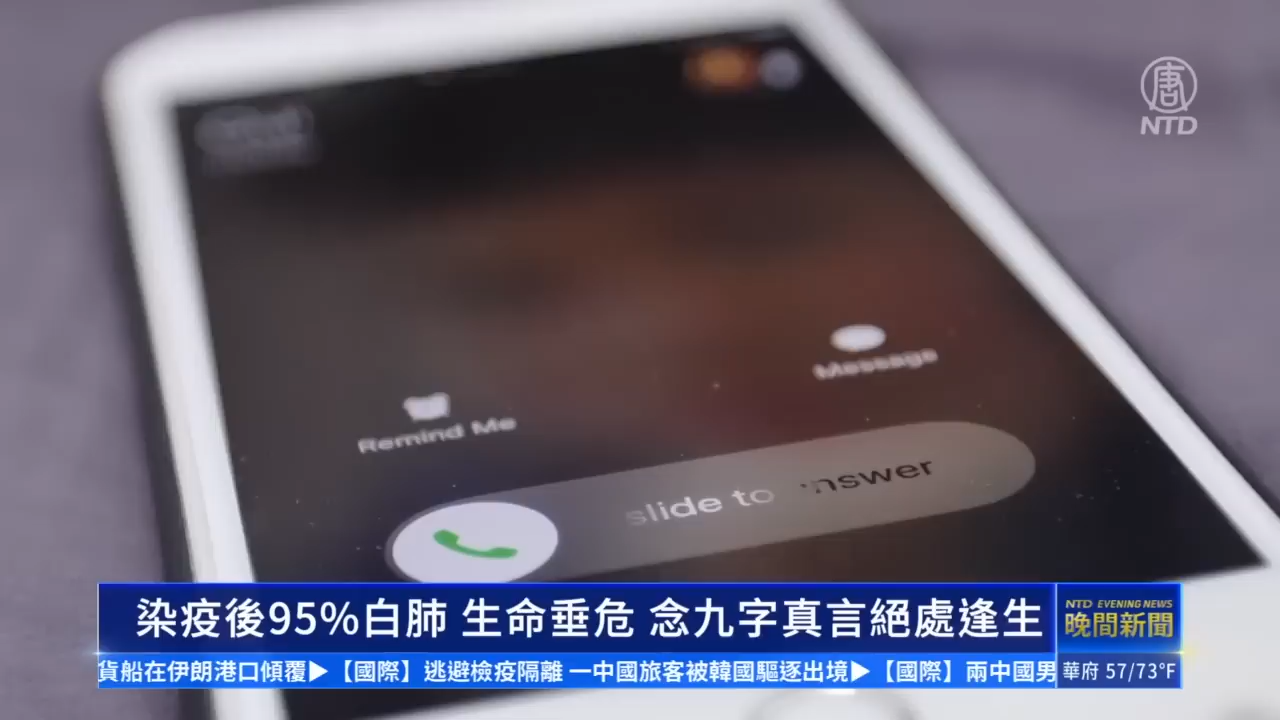 唐
NTD
Message
Remind Me
slide to answer
染疫後95%白肺 生命垂危 念九字真言絕處逢生
NTD EVENING NEWS
晚間新聞
貨船在伊朗港口傾覆▶【國際】逃避檢疫隔離 一中國旅客被韓國驅逐出境▶【國際】兩中國男
華府 57/73°F